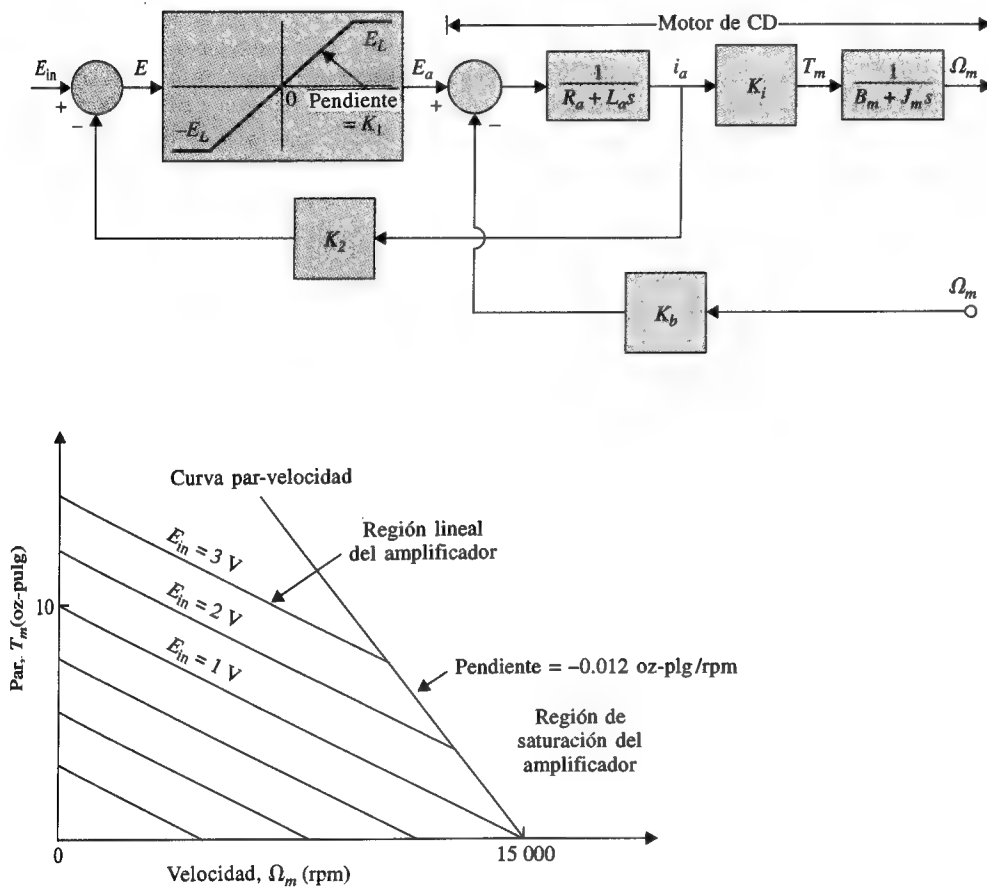 Motor de CD
E_in
+
−
E
E_L
−E_L
0
Pendiente
= K_1
E_a
+
−
1
R_a + L_a s
i_a
K_i
T_m
1
B_m + J_m s
Ω_m
K_2
K_b
Ω_m
Par, T_m (oz-pulg)
10
Curva par-velocidad
E_in = 3 V
Región lineal
del amplificador
E_in = 2 V
E_in = 1 V
Pendiente = −0.012 oz-plg/rpm
Región de
saturación del
amplificador
0
15 000
Velocidad, Ω_m (rpm)